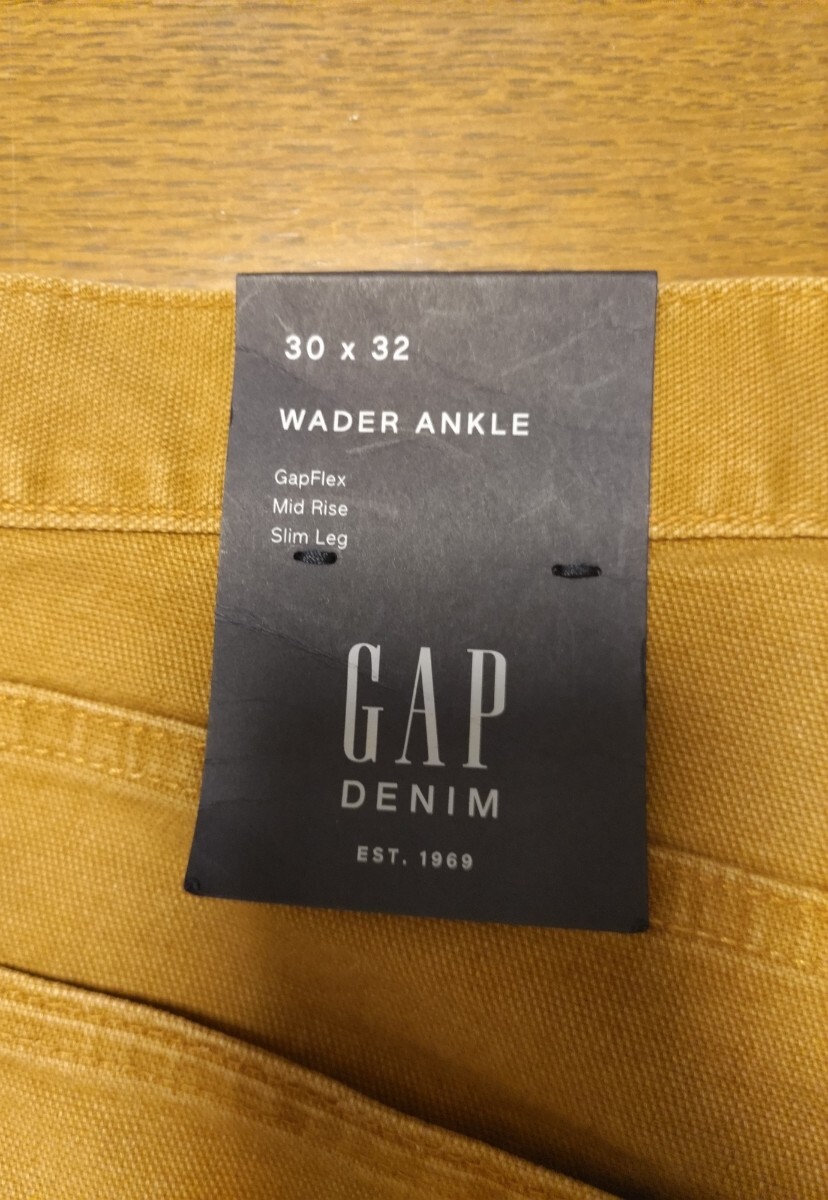 30 x 32
WADER ANKLE
GapFlex
Mid Rise
Slim Leg
GAP
DENIM
EST. 1969